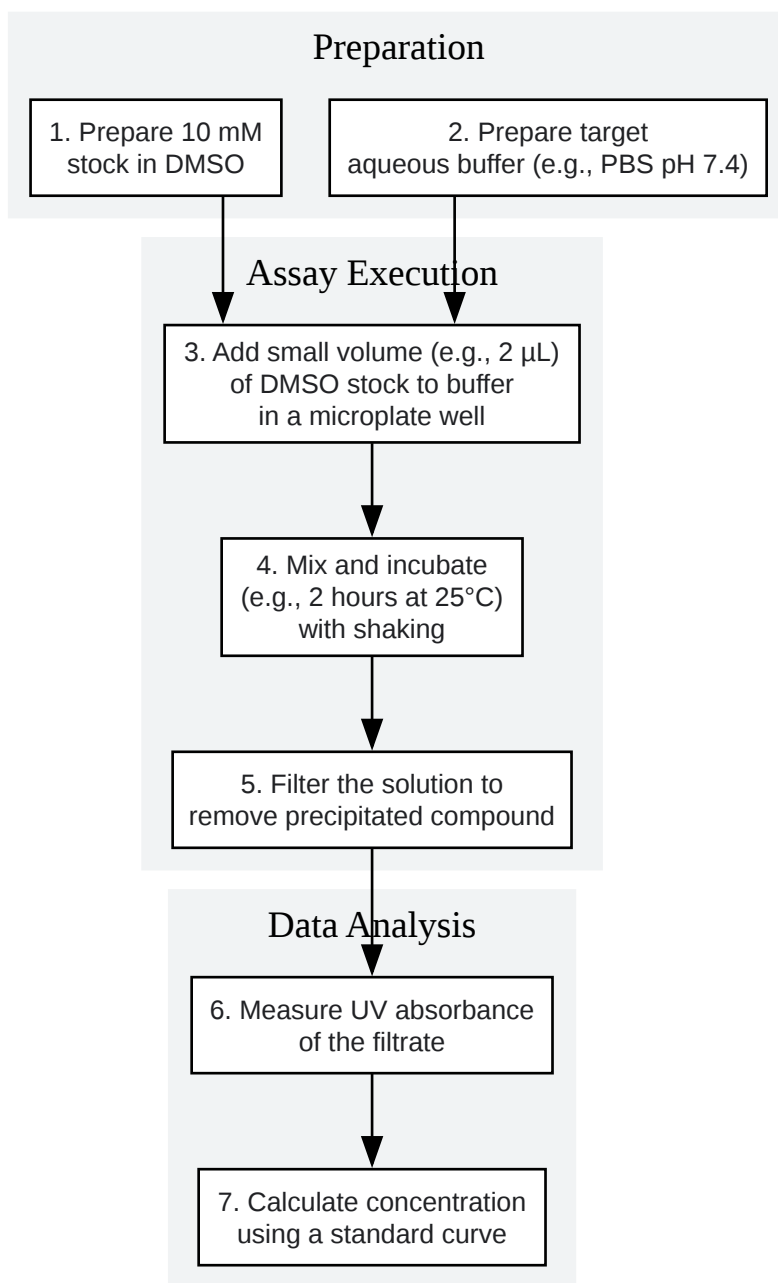 Preparation
1. Prepare 10 mM
stock in DMSO
2. Prepare target
aqueous buffer (e.g., PBS pH 7.4)
Assay Execution
3. Add small volume (e.g., 2 µL)
of DMSO stock to buffer
in a microplate well
4. Mix and incubate
(e.g., 2 hours at 25°C)
with shaking
5. Filter the solution to
remove precipitated compound
Data Analysis
6. Measure UV absorbance
of the filtrate
7. Calculate concentration
using a standard curve